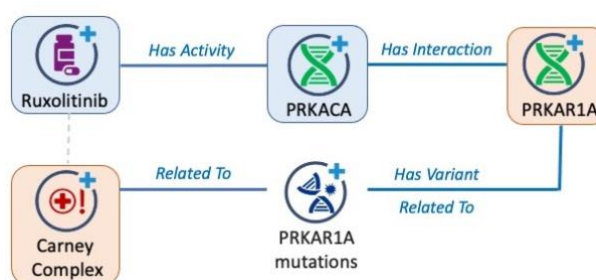 Has Activity
Has Interaction
Ruxolitinib
PRKACA
PRKAR1A
Related To
Has Variant
Related To
Carney
Complex
PRKAR1A
mutations